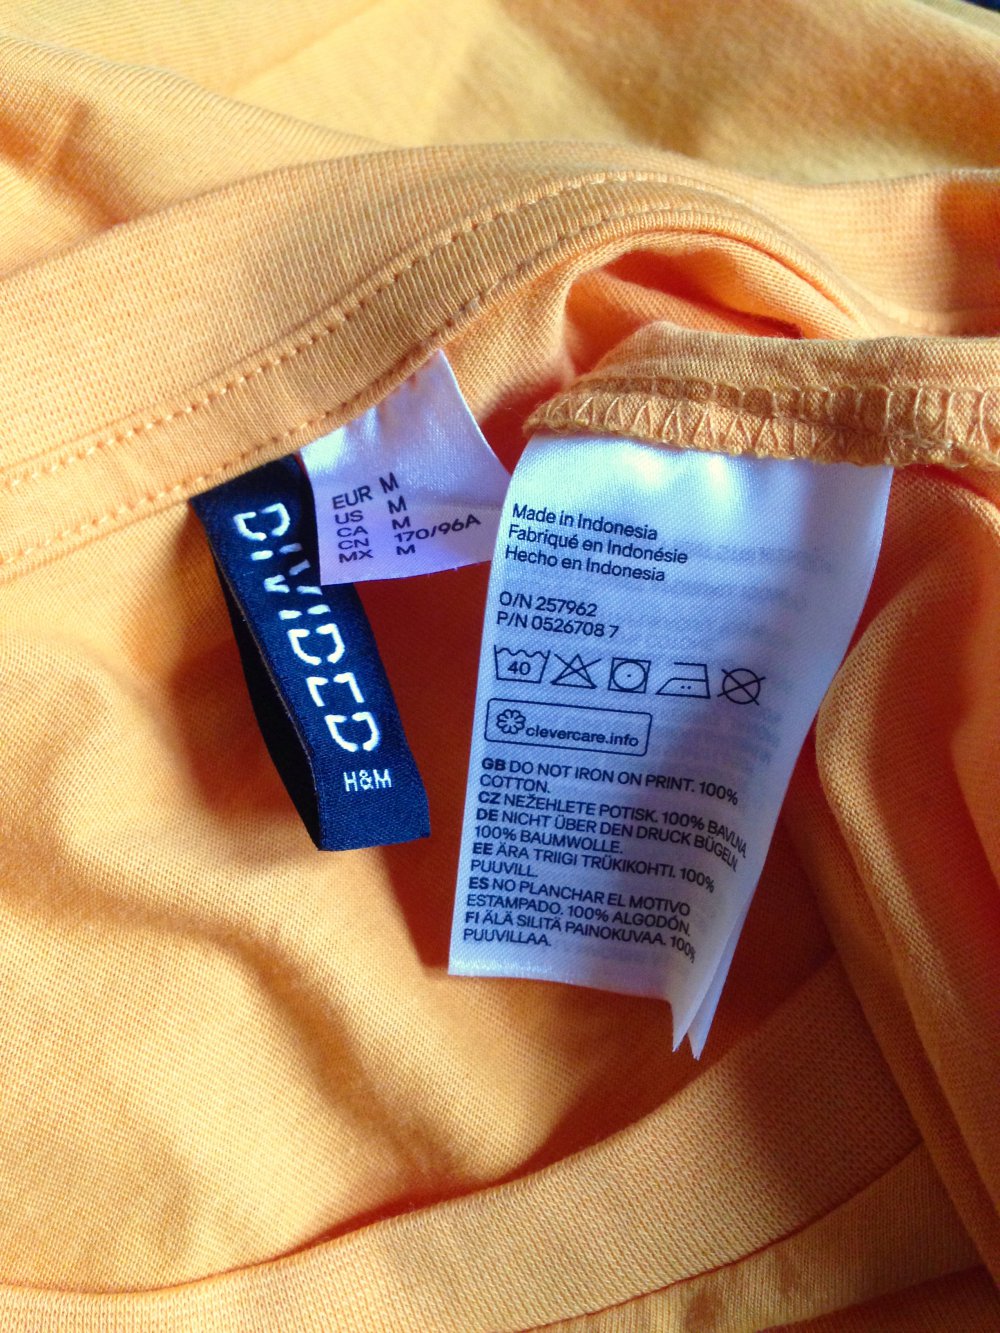 DIVIDED
H&M
EUR M
US M
CA M
CN 170/96A
MX M
Made in Indonesia
Fabriqué en Indonésie
Hecho en Indonesia
O/N 257962
P/N 0526708 7
40
clevercare.info
GB DO NOT IRON ON PRINT. 100%
COTTON.
CZ NEŽEHLETE POTISK. 100% BAVLNA.
DE NICHT ÜBER DEN DRUCK BÜGELN.
100% BAUMWOLLE.
EE ÄRA TRIIGI TRÜKIKOHTI. 100%
PUUVILL.
ES NO PLANCHAR EL MOTIVO
ESTAMPADO. 100% ALGODÓN.
FI ÄLÄ SILITÄ PAINOKUVAA. 100%
PUUVILLAA.